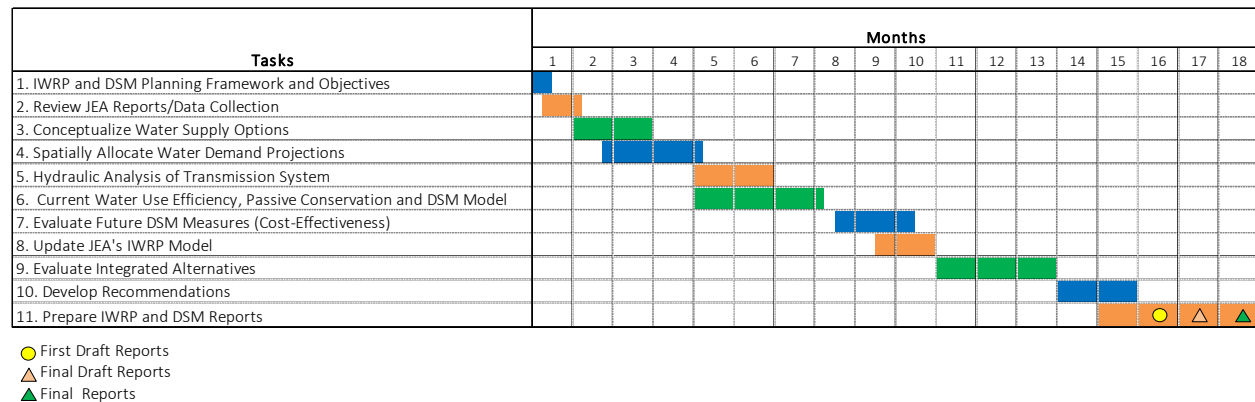 Months
Tasks
1 2 3 4 5 6 7 8 9 10 11 12 13 14 15 16 17 18
1. IWRP and DSM Planning Framework and Objectives
2. Review JEA Reports/Data Collection
3. Conceptualize Water Supply Options
4. Spatially Allocate Water Demand Projections
5. Hydraulic Analysis of Transmission System
6. Current Water Use Efficiency, Passive Conservation and DSM Model
7. Evaluate Future DSM Measures (Cost-Effectiveness)
8. Update JEA's IWRP Model
9. Evaluate Integrated Alternatives
10. Develop Recommendations
11. Prepare IWRP and DSM Reports
First Draft Reports
Final Draft Reports
Final Reports